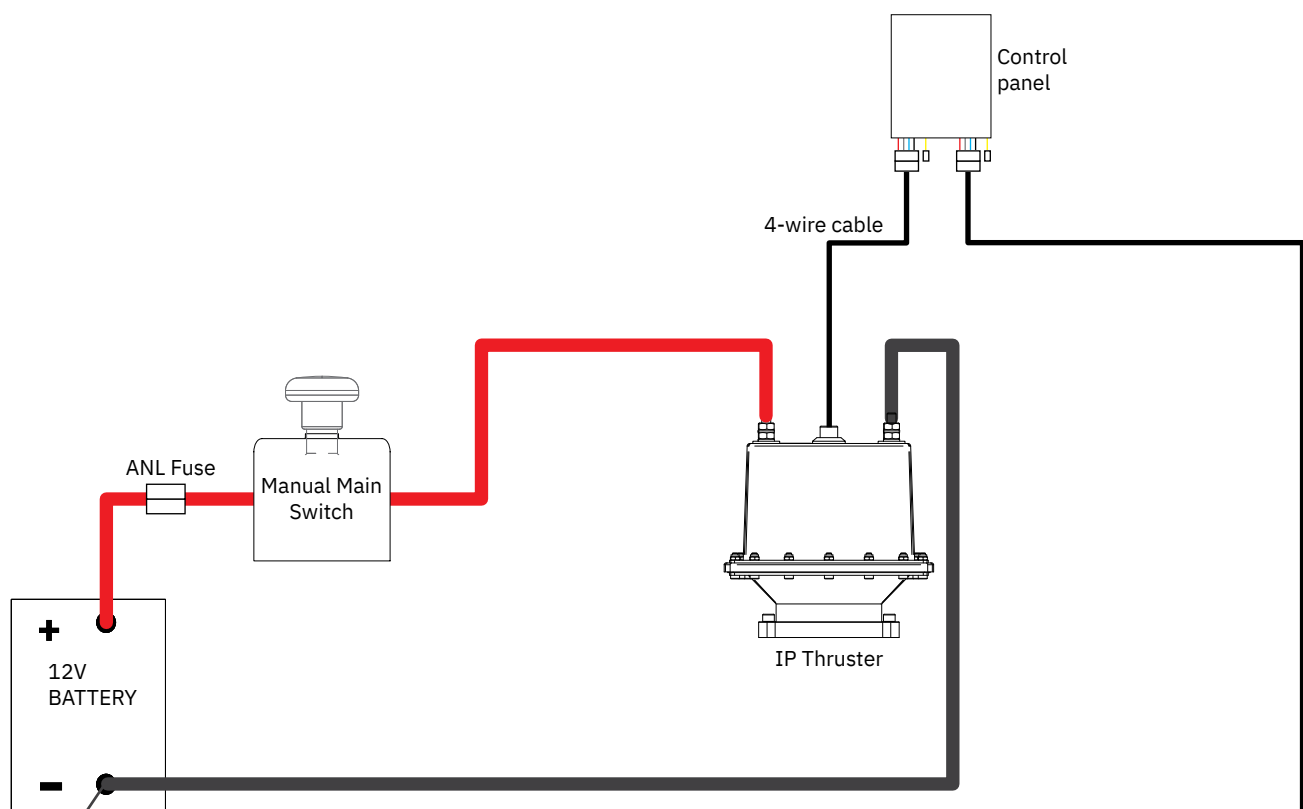 Control
panel
4-wire cable
ANL Fuse
Manual Main
Switch
IP Thruster
+
12V
BATTERY
-